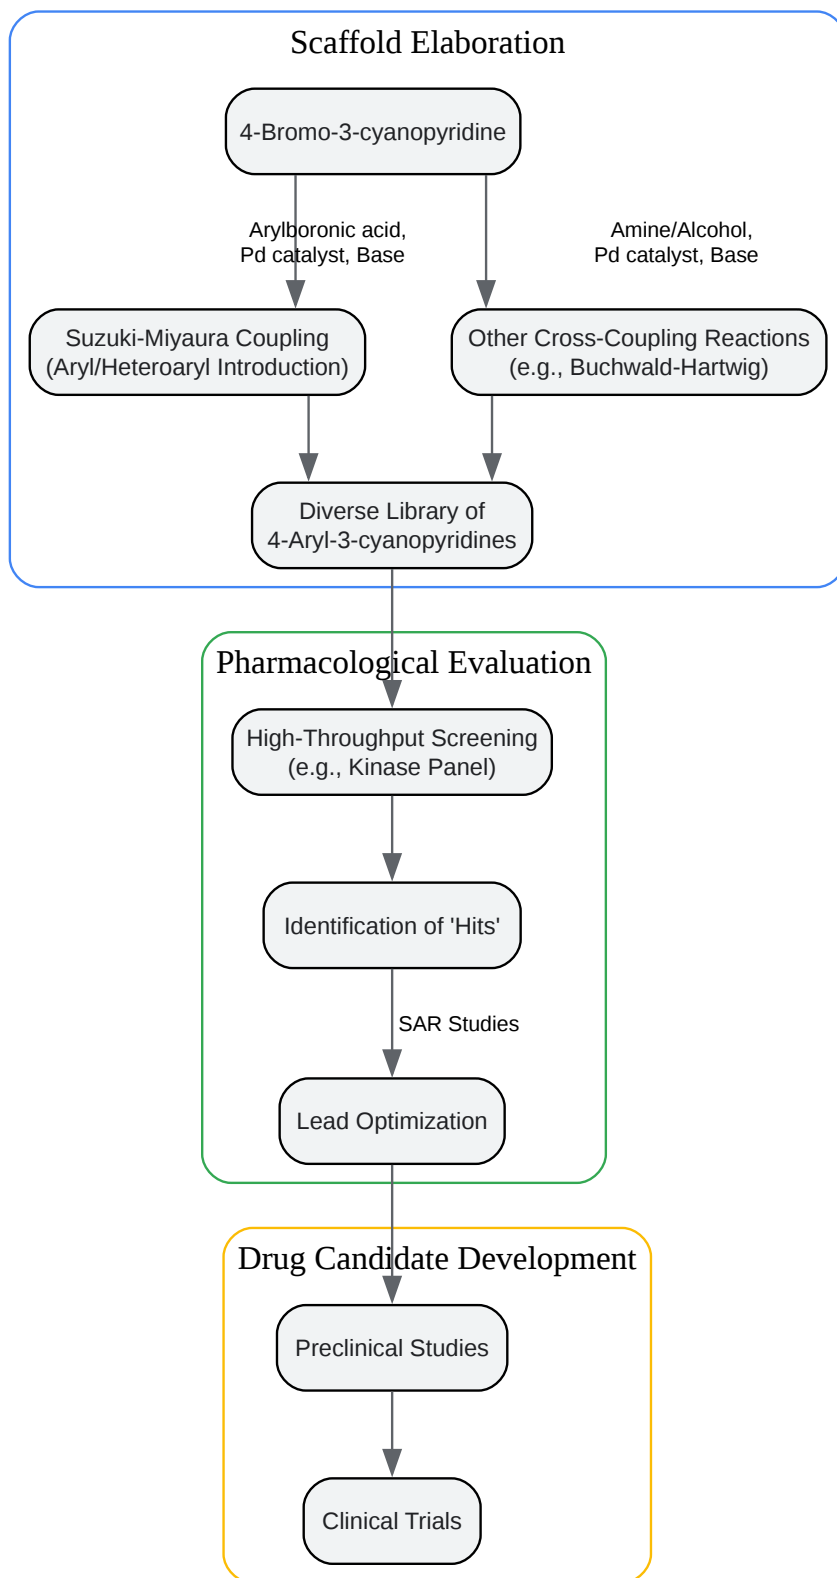 Scaffold Elaboration
4-Bromo-3-cyanopyridine
Arylboronic acid,
Pd catalyst, Base
Amine/Alcohol,
Pd catalyst, Base
Suzuki-Miyaura Coupling
(Aryl/Heteroaryl Introduction)
Other Cross-Coupling Reactions
(e.g., Buchwald-Hartwig)
Diverse Library of
4-Aryl-3-cyanopyridines
Pharmacological Evaluation
High-Throughput Screening
(e.g., Kinase Panel)
Identification of 'Hits'
SAR Studies
Lead Optimization
Drug Candidate Development
Preclinical Studies
Clinical Trials